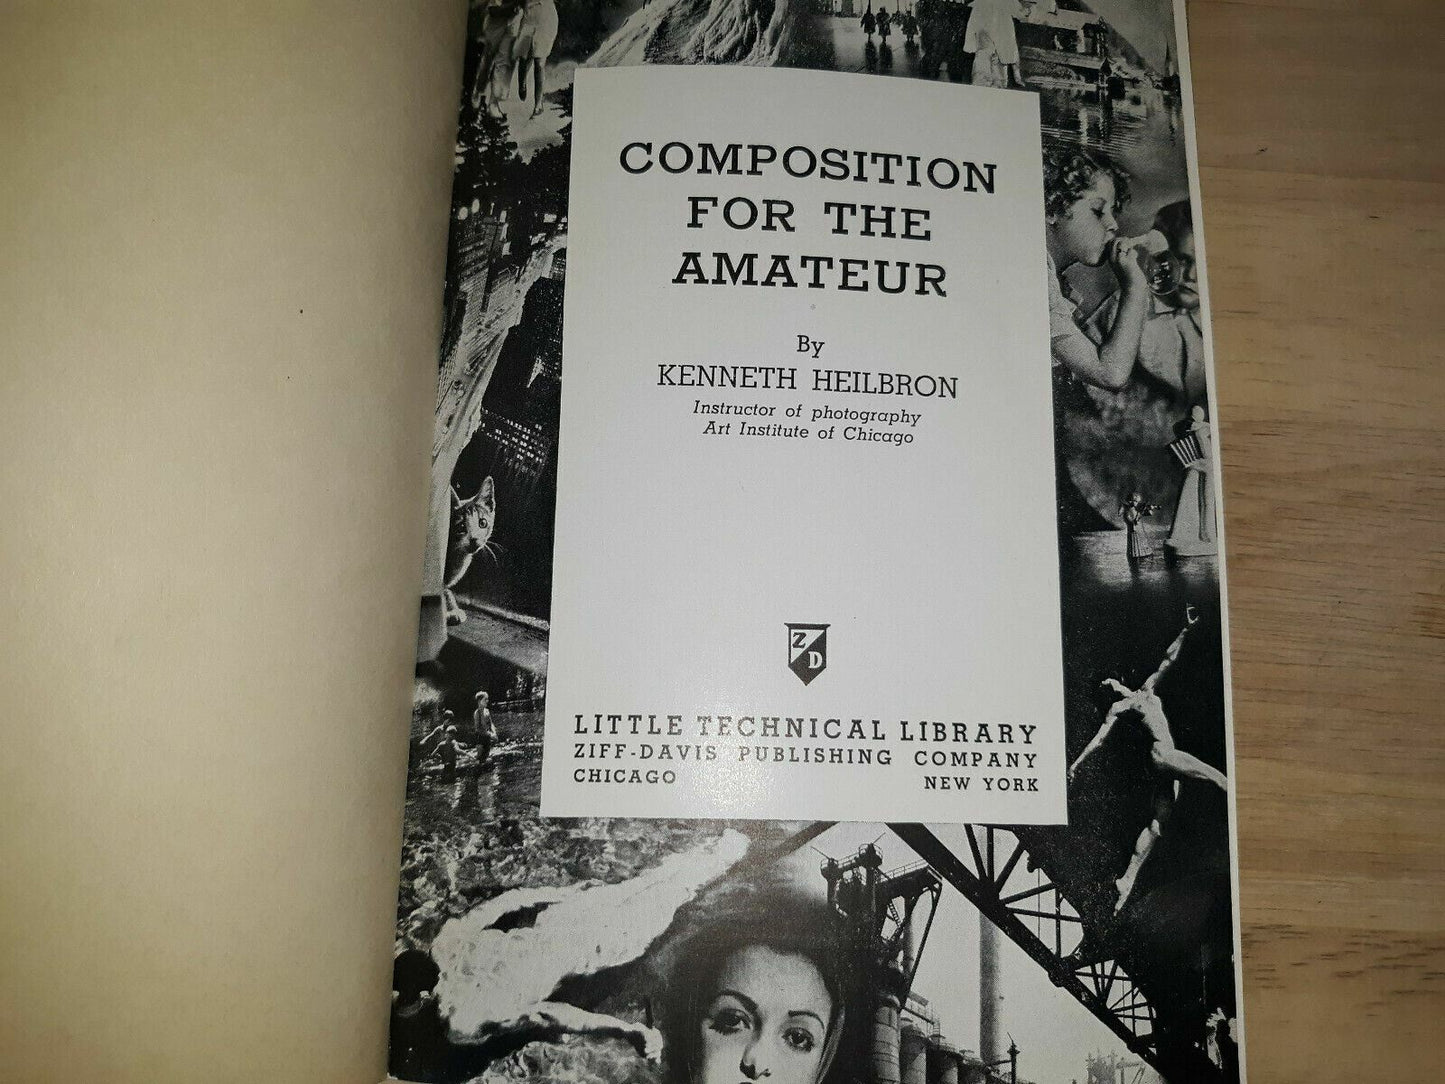 COMPOSITION
FOR THE
AMATEUR
By
KENNETH HEILBRON
Instructor of photography
Art Institute of Chicago
Z
D
LITTLE TECHNICAL LIBRARY
ZIFF-DAVIS PUBLISHING COMPANY
CHICAGO NEW YORK